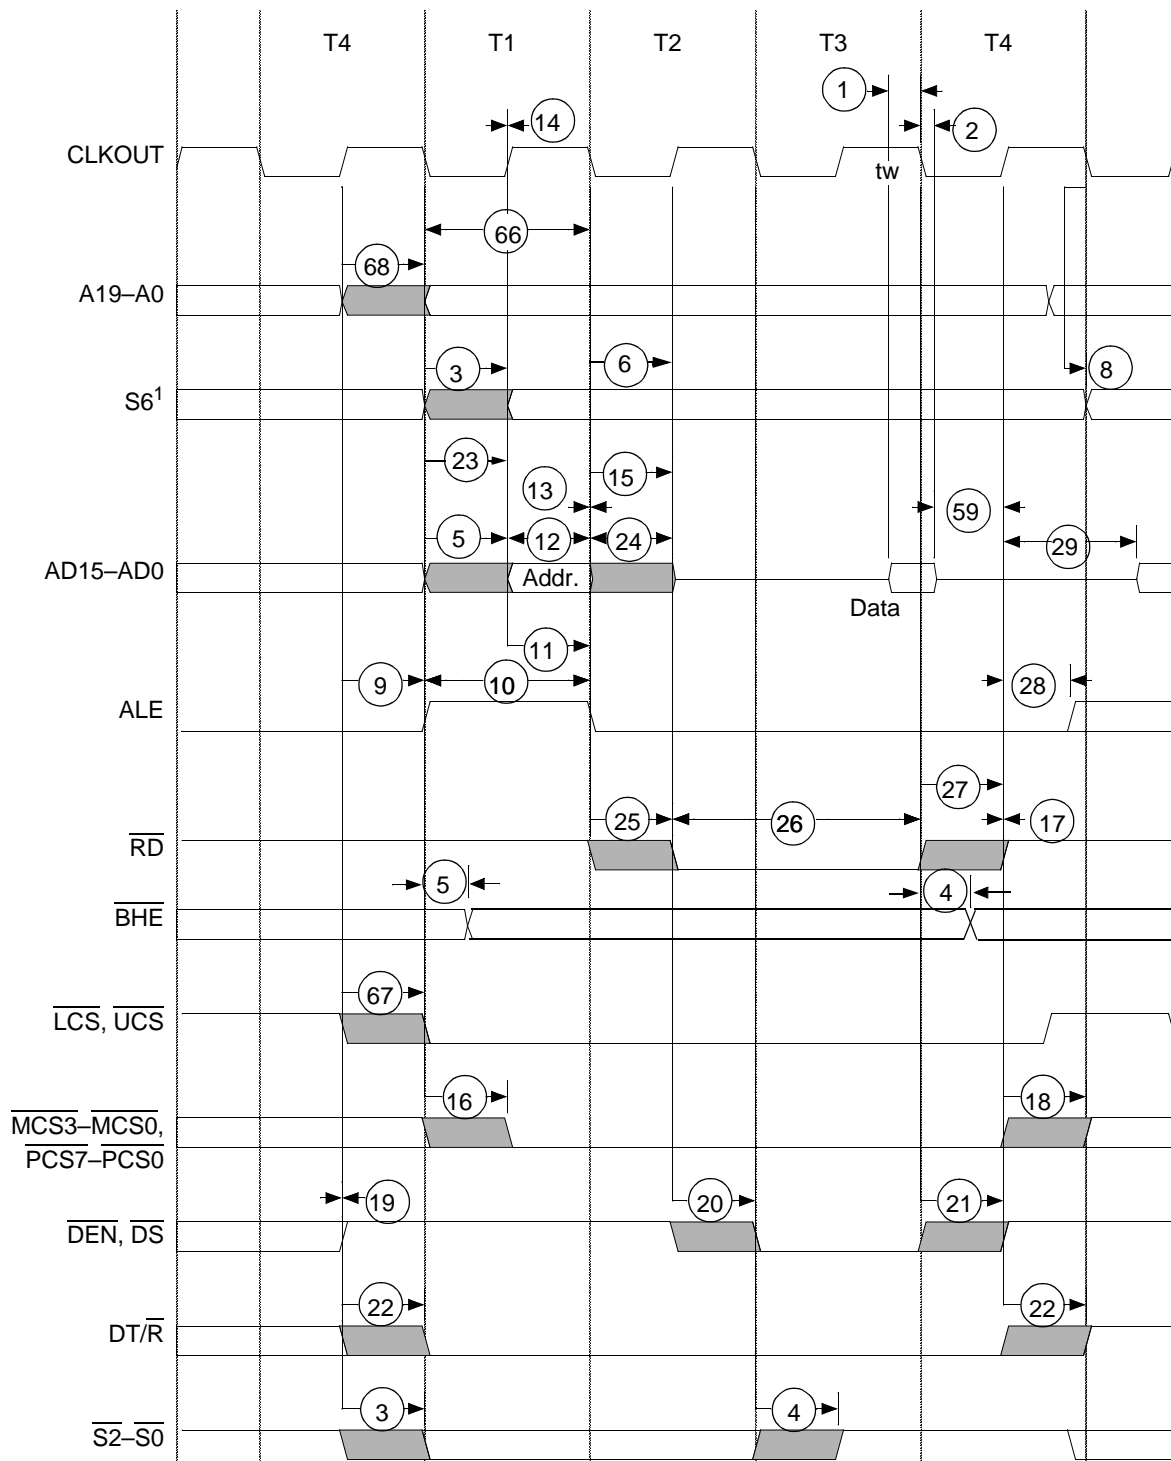 T4 T1 T2 T3 T4
1
14 2
CLKOUT
tw
66
68
A19–A0
3 6 8
S6¹
23 15
13
59
5 12 24 29
AD15–AD0 Addr.
Data
11
9 10 28
ALE
27
25 26 17
RD
5 4
BHE
67
LCS, UCS
16 18
MCS3–MCS0,
PCS7–PCS0
19 20 21
DEN, DS
22 22
DT/R
3 4
S2–S0